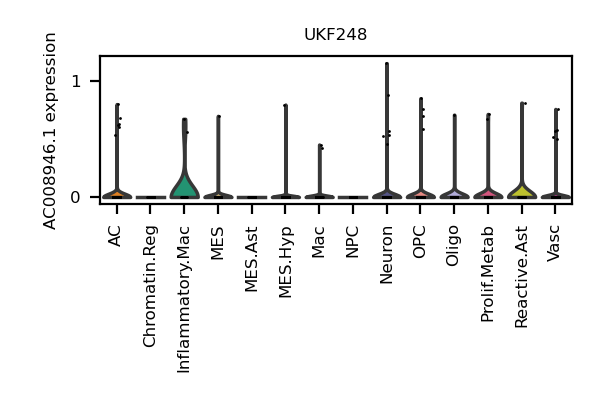 UKF248
AC008946.1 expression
1
0
AC
Chromatin.Reg
Inflammatory.Mac
MES
MES.Ast
MES.Hyp
Mac
NPC
Neuron
OPC
Oligo
Prolif.Metab
Reactive.Ast
Vasc